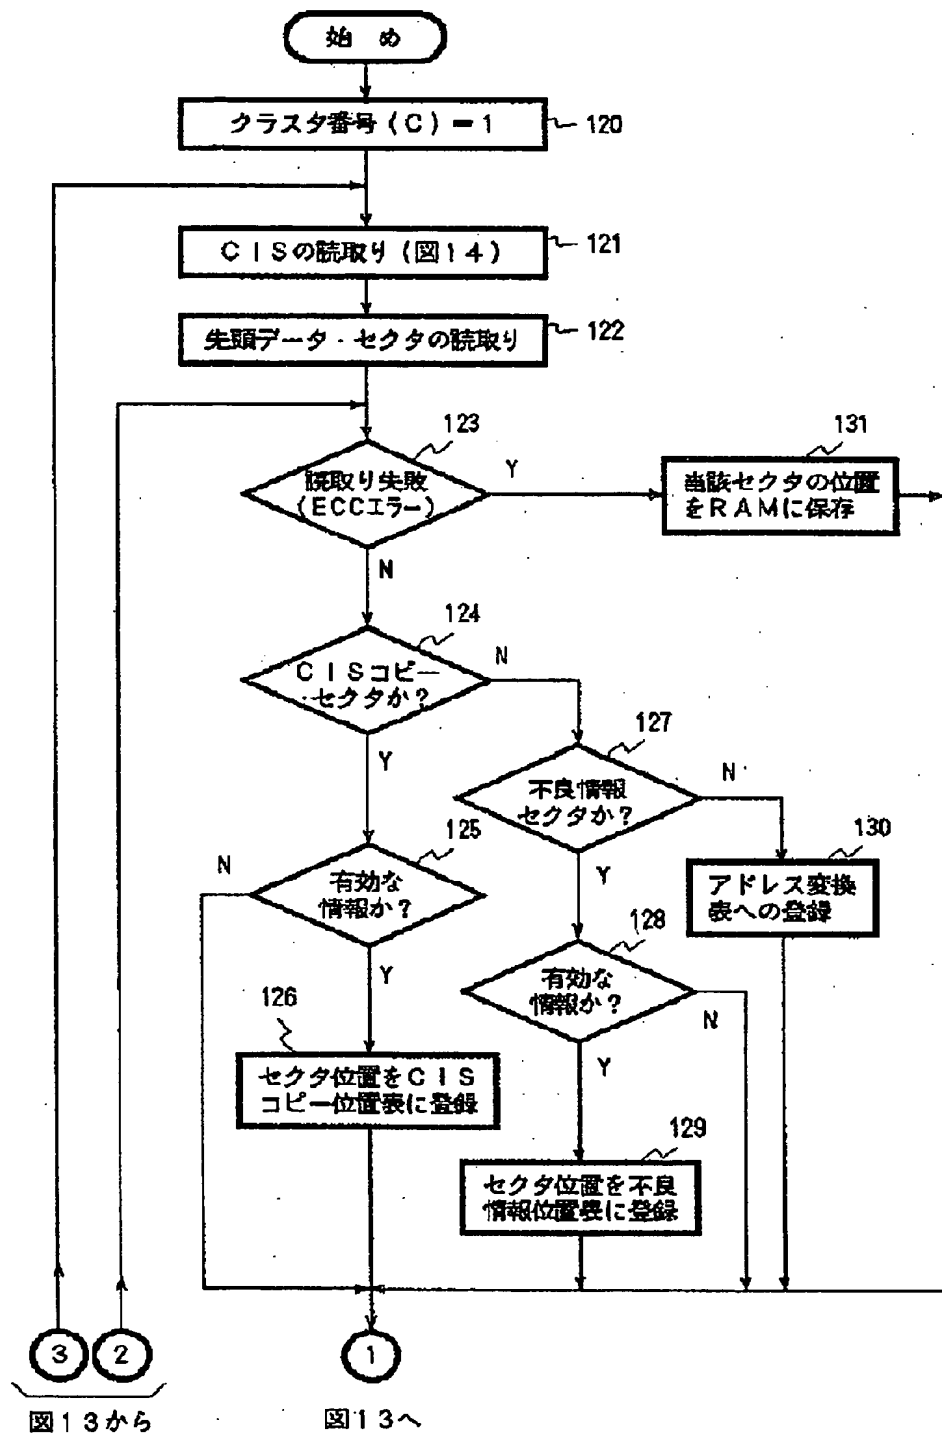 始 め
クラスタ番号(C)=1
120
CISの読取り(図14)
121
先頭データ・セクタの読取り
122
123
読取り失敗
(ECCエラー)
Y
131
当該セクタの位置
をRAMに保存
N
124
CISコピー
セクタか?
N
Y
127
不良情報
セクタか?
N
125
有効な
情報か?
N
Y
130
アドレス変換
表への登録
128
有効な
情報か?
Y
N
126
セクタ位置をCIS
コピー位置表に登録
Y
129
セクタ位置を不良
情報位置表に登録
3
2
1
図13から
図13へ